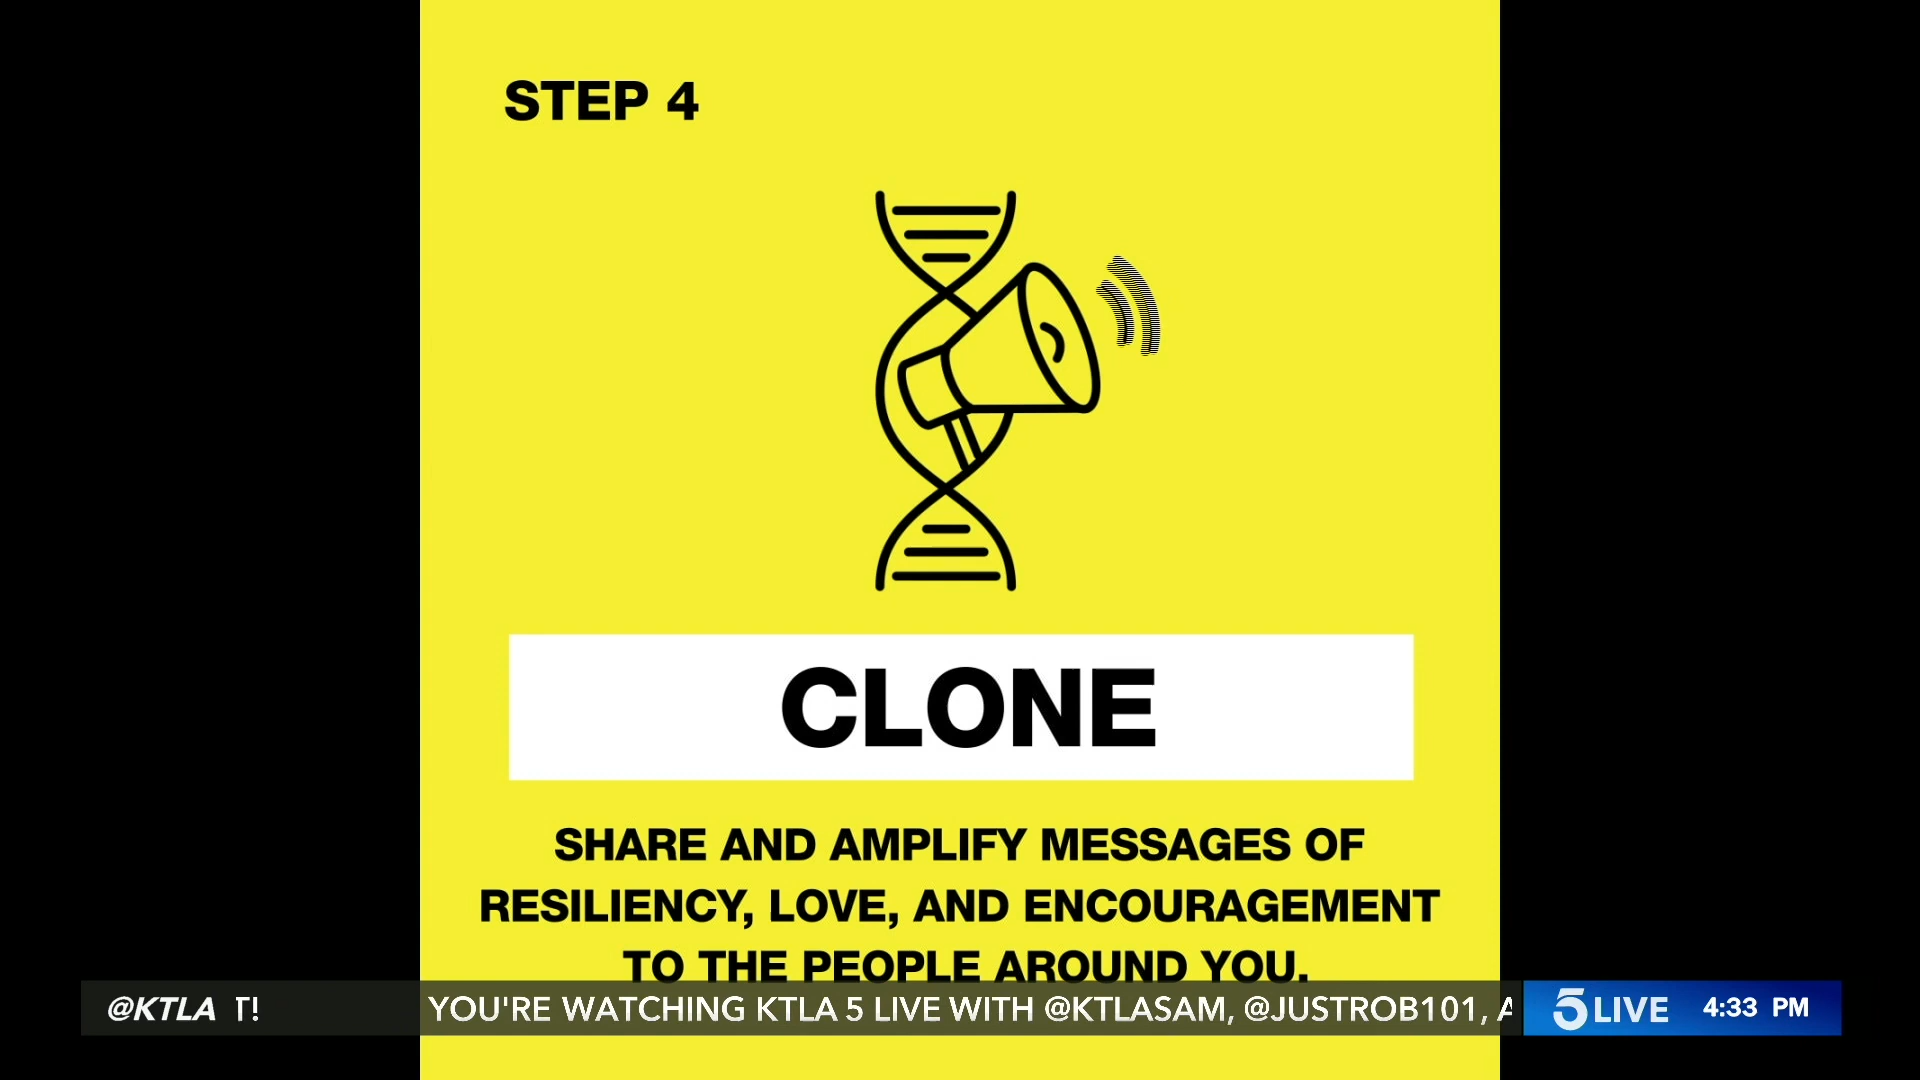 STEP 4
CLONE
SHARE AND AMPLIFY MESSAGES OF
RESILIENCY, LOVE, AND ENCOURAGEMENT
TO THE PEOPLE AROUND YOU.
@KTLA T! YOU'RE WATCHING KTLA 5 LIVE WITH @KTLASAM, @JUSTROB101, A
5 LIVE 4:33 PM